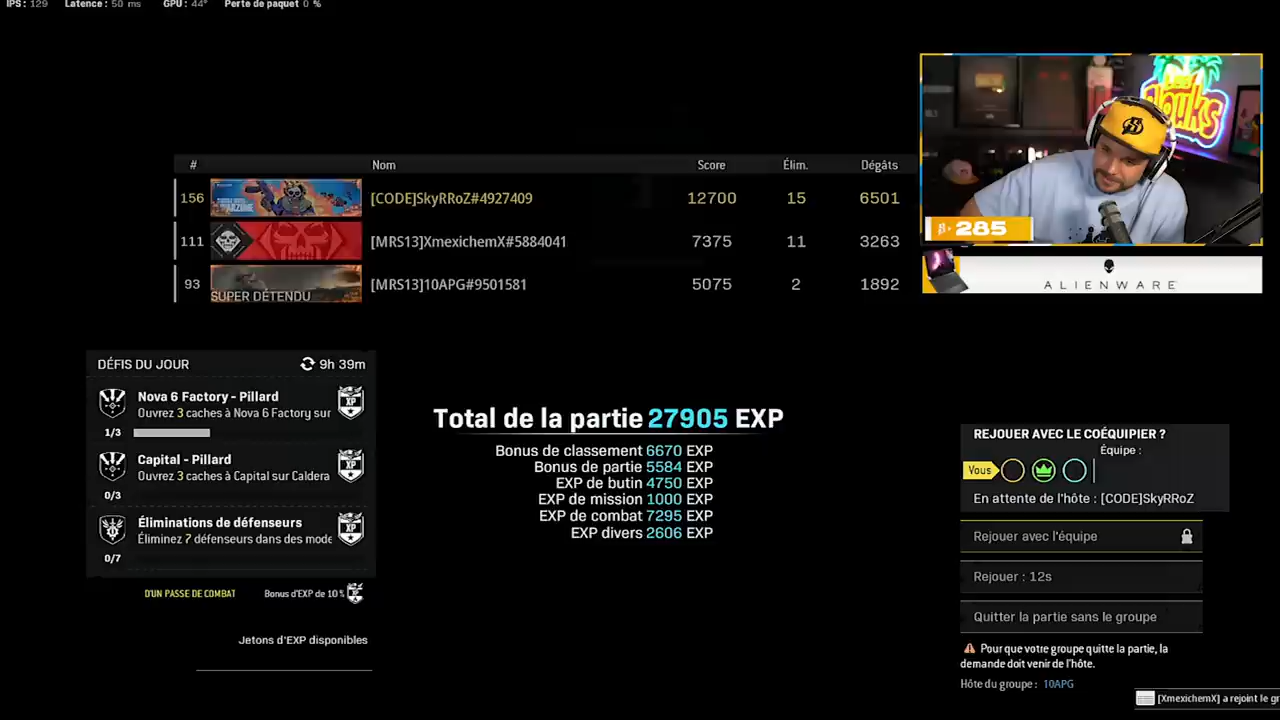 IPS: 129 Latence: 50 ms GPU: 44° Perte de paquet 0 %
# Nom Score Élim. Dégâts
156 [CODE]SkyRRoZ#4927409 12700 15 6501
111 [MRS13]XmexichemX#5884041 7375 11 3263
93 SUPER DÉTENDU [MRS13]10APG#9501581 5075 2 1892
285
ALIENWARE
DÉFIS DU JOUR 9h 39m
Nova 6 Factory - Pillard
Ouvrez 3 caches à Nova 6 Factory sur
1/3
Capital - Pillard
Ouvrez 3 caches à Capital sur Caldera
0/3
Éliminations de défenseurs
Éliminez 7 défenseurs dans des mode
0/7
D'UN PASSE DE COMBAT Bonus d'EXP de 10 %
Jetons d'EXP disponibles
Total de la partie 27905 EXP
Bonus de classement 6670 EXP
Bonus de partie 5584 EXP
EXP de butin 4750 EXP
EXP de mission 1000 EXP
EXP de combat 7295 EXP
EXP divers 2606 EXP
REJOUER AVEC LE COÉQUIPIER ?
Équipe :
Vous
En attente de l'hôte : [CODE]SkyRRoZ
Rejouer avec l'équipe
Rejouer : 12s
Quitter la partie sans le groupe
Pour que votre groupe quitte la partie, la
demande doit venir de l'hôte.
Hôte du groupe : 10APG
[XmexichemX] a rejoint le gr